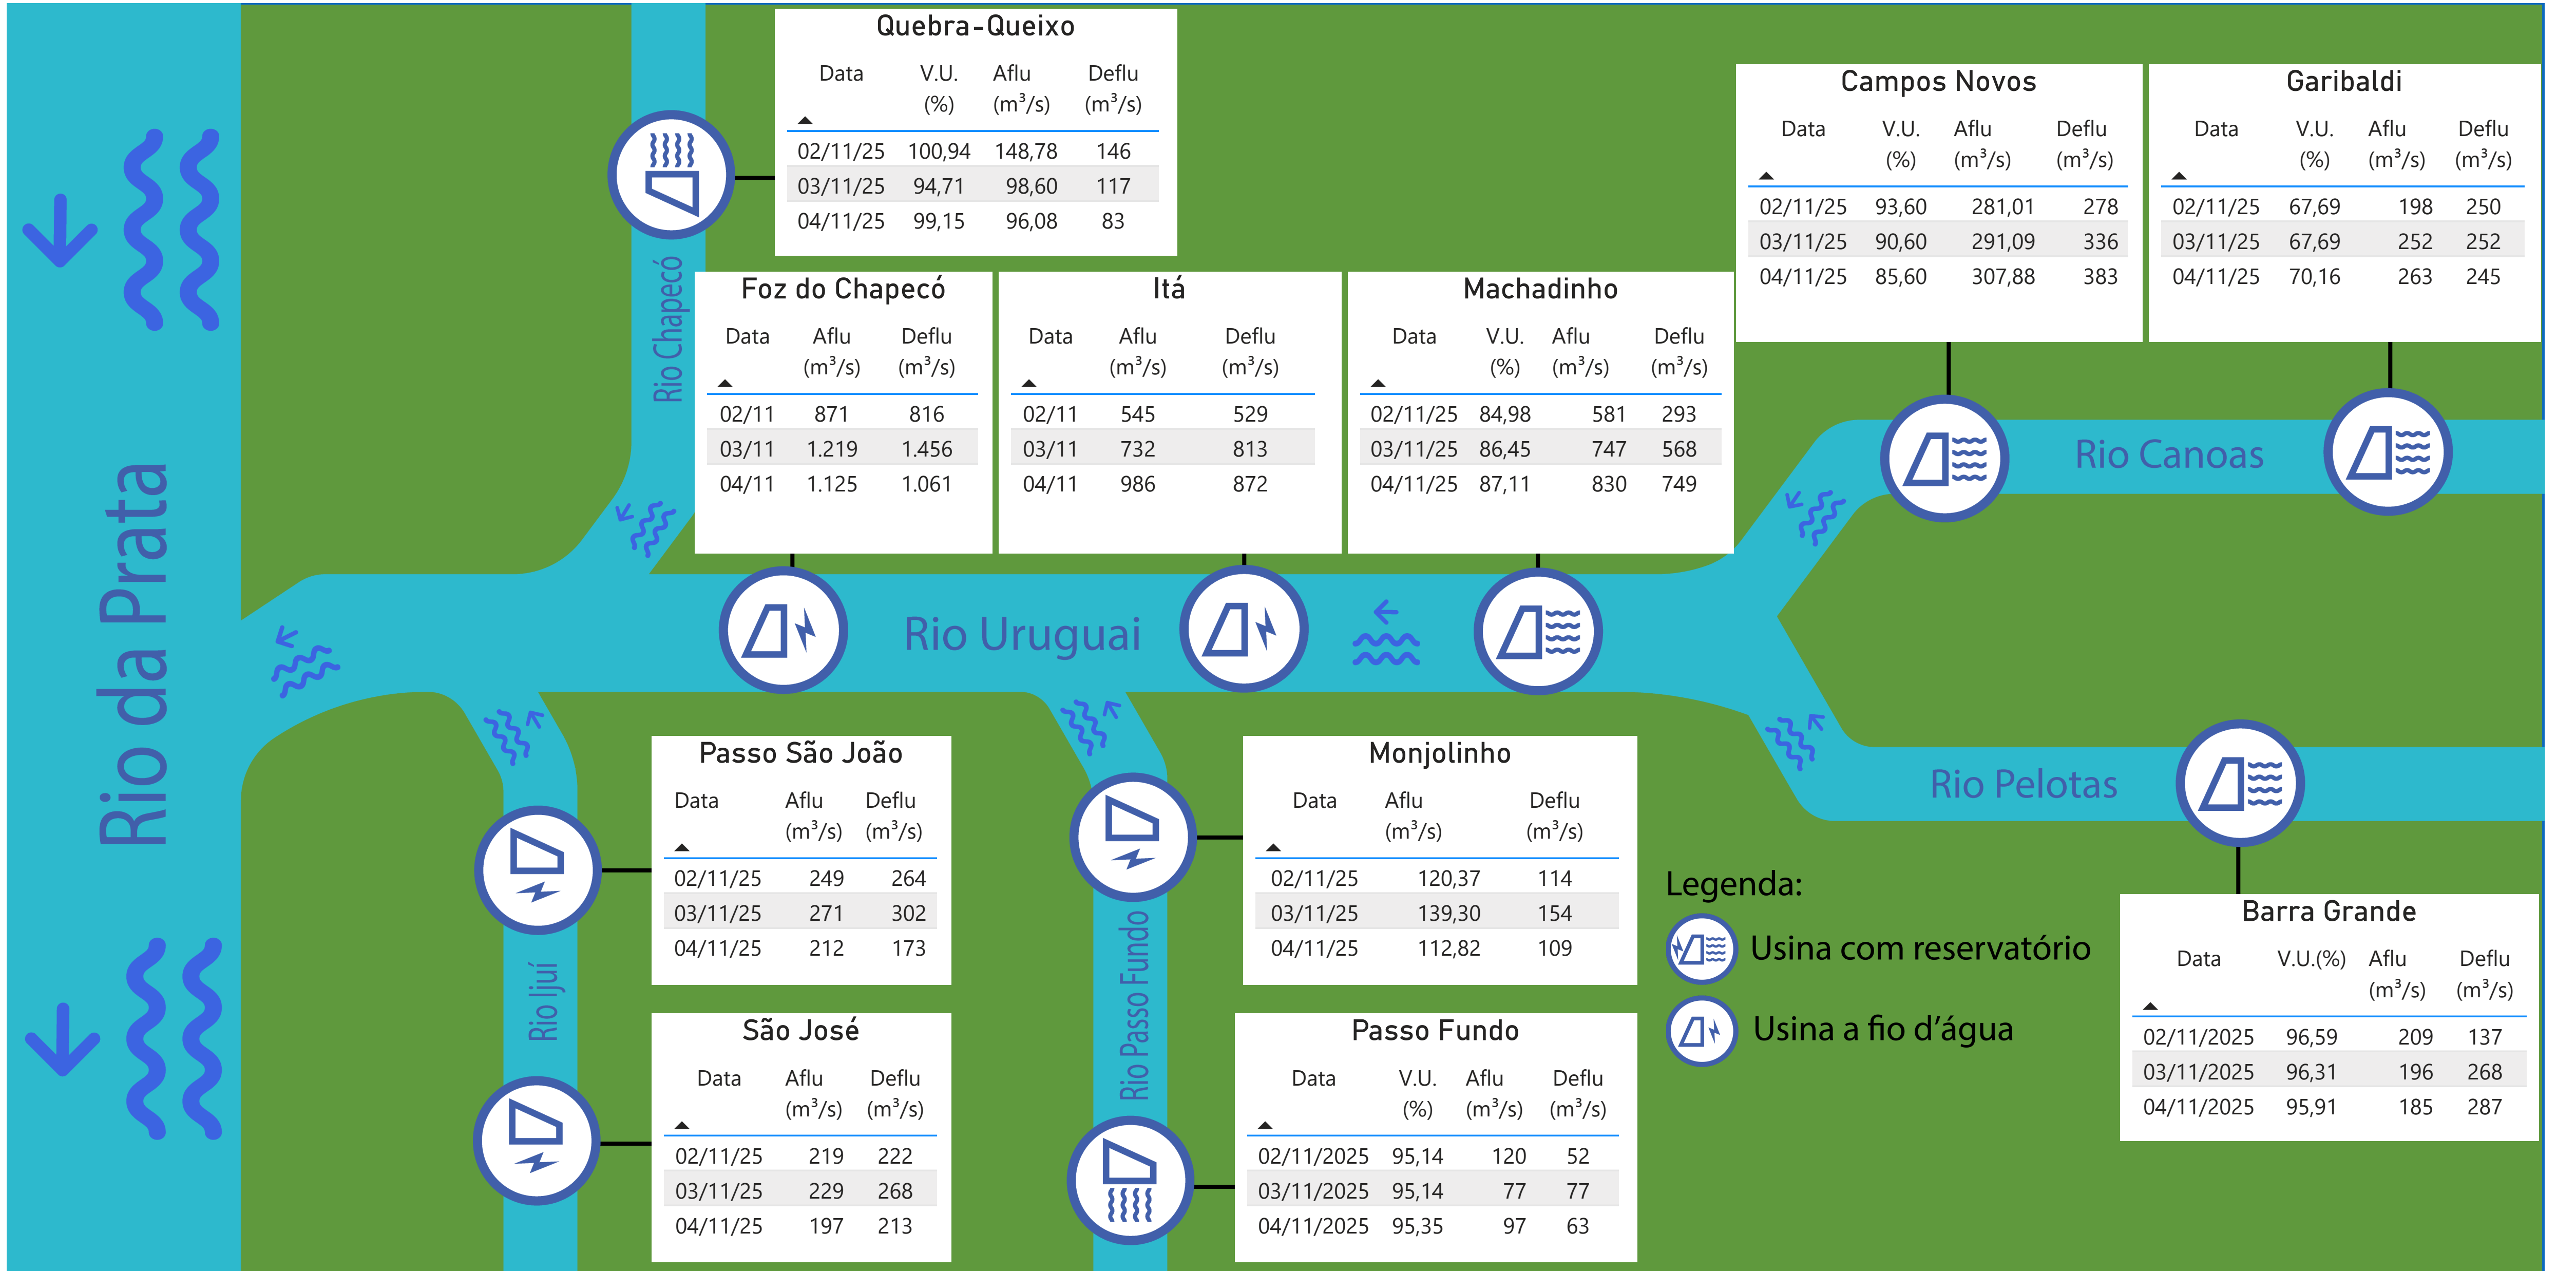 Quebra-Queixo
Data V.U. (%) Aflu (m³/s) Deflu (m³/s)
02/11/25 100,94 148,78 146
03/11/25 94,71 98,60 117
04/11/25 99,15 96,08 83
Campos Novos
Data V.U. (%) Aflu (m³/s) Deflu (m³/s)
02/11/25 93,60 281,01 278
03/11/25 90,60 291,09 336
04/11/25 85,60 307,88 383
Garibaldi
Data V.U. (%) Aflu (m³/s) Deflu (m³/s)
02/11/25 67,69 198 250
03/11/25 67,69 252 252
04/11/25 70,16 263 245
Rio Chapecó
Foz do Chapecó
Data Aflu (m³/s) Deflu (m³/s)
02/11 871 816
03/11 1.219 1.456
04/11 1.125 1.061
Itá
Data Aflu (m³/s) Deflu (m³/s)
02/11 545 529
03/11 732 813
04/11 986 872
Machadinho
Data V.U. (%) Aflu (m³/s) Deflu (m³/s)
02/11/25 84,98 581 293
03/11/25 86,45 747 568
04/11/25 87,11 830 749
Rio Canoas
Rio da Prata
Rio Uruguai
Rio Pelotas
Passo São João
Data Aflu (m³/s) Deflu (m³/s)
02/11/25 249 264
03/11/25 271 302
04/11/25 212 173
Monjolinho
Data Aflu (m³/s) Deflu (m³/s)
02/11/25 120,37 114
03/11/25 139,30 154
04/11/25 112,82 109
Legenda:
Usina com reservatório
Usina a fio d’água
Barra Grande
Data V.U.(%) Aflu (m³/s) Deflu (m³/s)
02/11/2025 96,59 209 137
03/11/2025 96,31 196 268
04/11/2025 95,91 185 287
Rio Ijuí
São José
Data Aflu (m³/s) Deflu (m³/s)
02/11/25 219 222
03/11/25 229 268
04/11/25 197 213
Rio Passo Fundo
Passo Fundo
Data V.U. (%) Aflu (m³/s) Deflu (m³/s)
02/11/2025 95,14 120 52
03/11/2025 95,14 77 77
04/11/2025 95,35 97 63